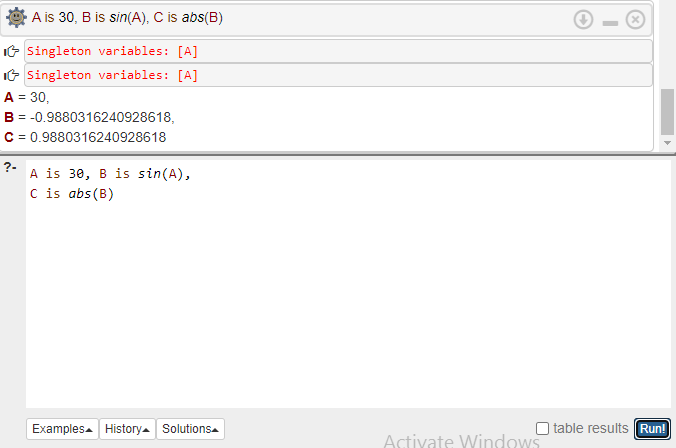 A is 30, B is sin(A), C is abs(B)
Singleton variables: [A]
Singleton variables: [A]
A = 30,
B = -0.9880316240928618,
C = 0.9880316240928618
?- A is 30, B is sin(A),
C is abs(B)
Examples History Solutions table results Run!
Activate Windows